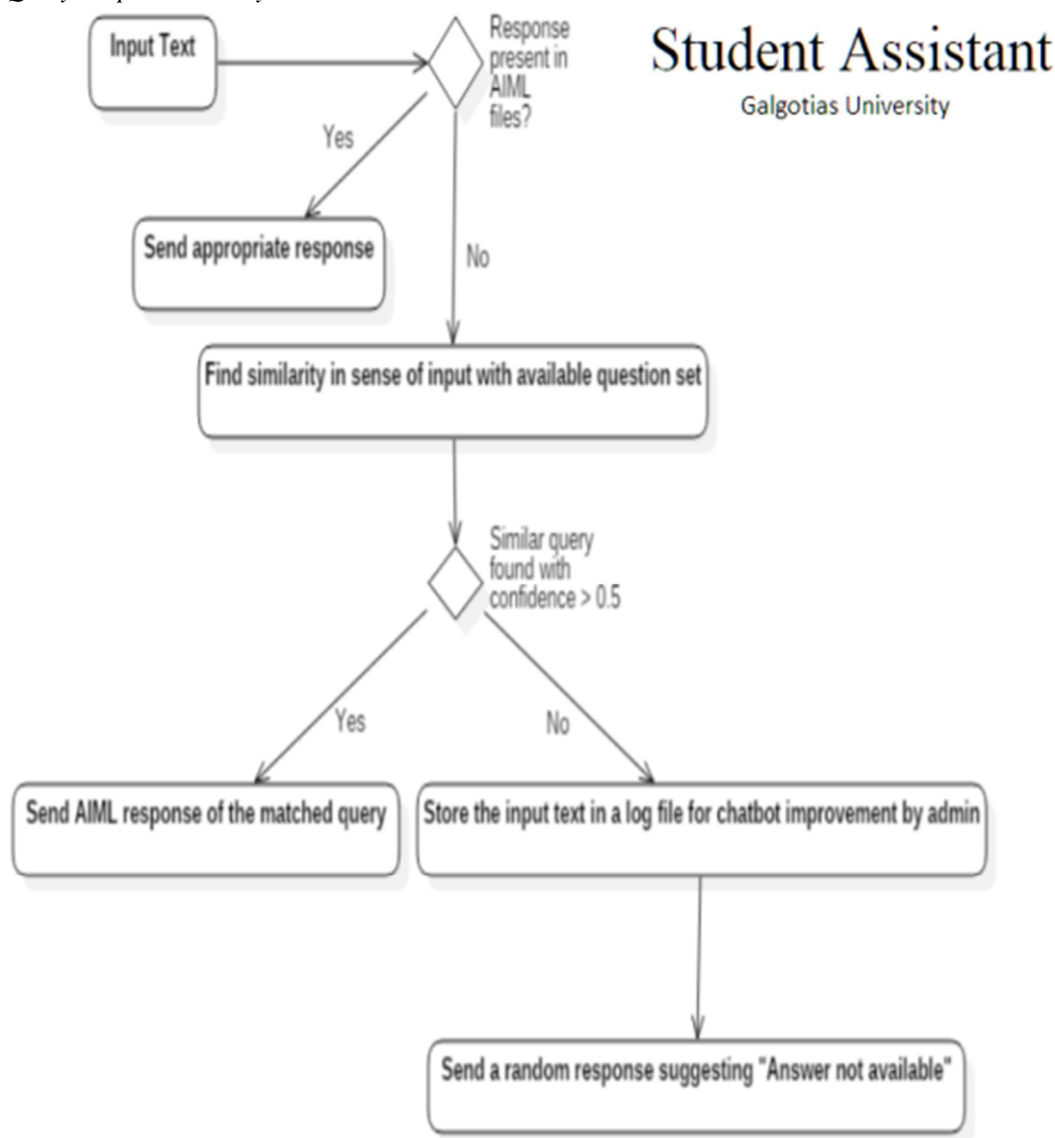 Input Text
Response
present in
AIML
files?
Student Assistant
Galgotias University
Yes
Send appropriate response
No
Find similarity in sense of input with available question set
Similar query
found with
confidence > 0.5
Yes
No
Send AIML response of the matched query
Store the input text in a log file for chatbot improvement by admin
Send a random response suggesting "Answer not available"